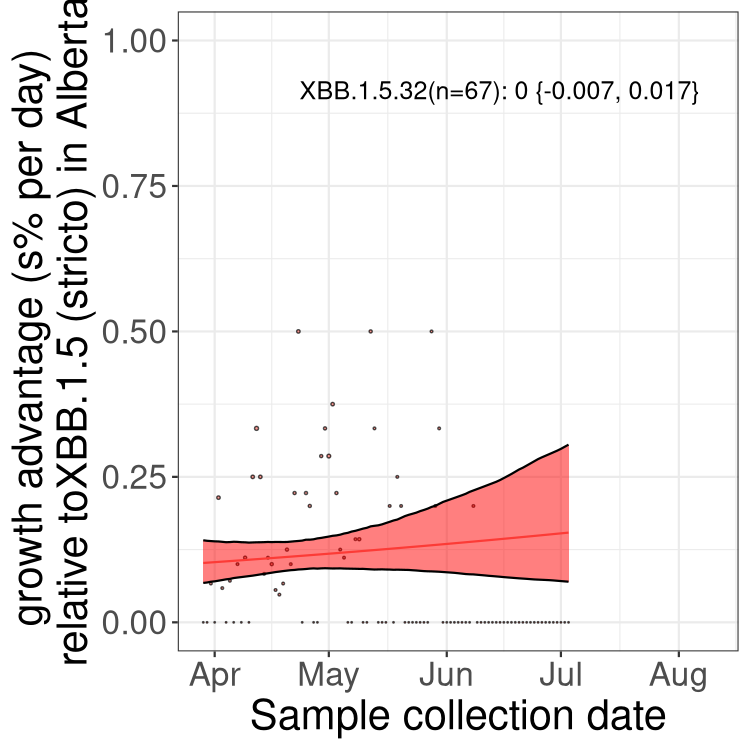 growth advantage (s% per day)
relative toXBB.1.5 (stricto) in Alberta
1.00
0.75
0.50
0.25
0.00
XBB.1.5.32(n=67): 0 {-0.007, 0.017}
Apr May Jun Jul Aug
Sample collection date